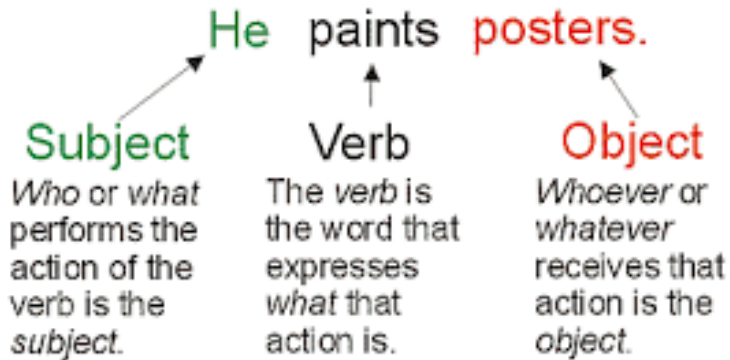 He paints posters.
Subject
Verb
Object
Who or what
performs the
action of the
verb is the
subject.
The verb is
the word that
expresses
what that
action is.
Whoever or
whatever
receives that
action is the
object.